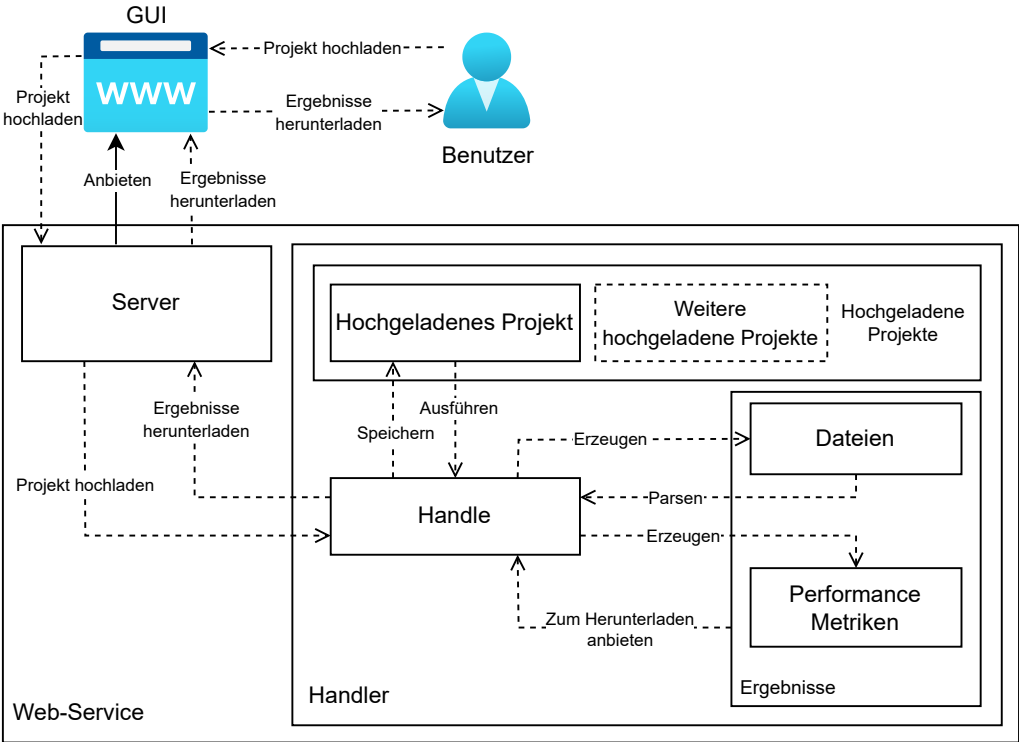 GUI
WWW
Projekt hochladen
Ergebnisse
herunterladen
Benutzer
Projekt
hochladen
Anbieten
Ergebnisse
herunterladen
Server
Hochgeladenes Projekt
Weitere
hochgeladene Projekte
Hochgeladene
Projekte
Ergebnisse
herunterladen
Speichern
Ausführen
Erzeugen
Dateien
Projekt hochladen
Handle
Parsen
Erzeugen
Performance
Metriken
Zum Herunterladen
anbieten
Ergebnisse
Handler
Web-Service